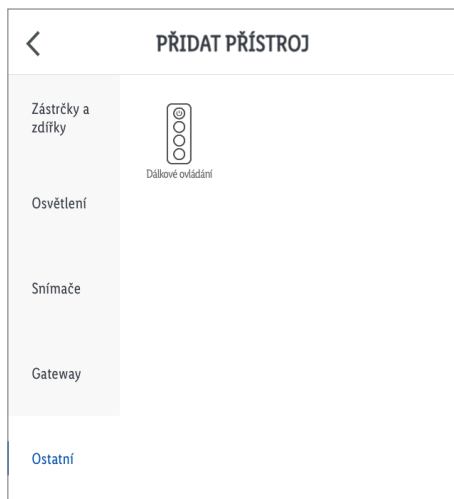 PŘIDAT PŘÍSTROJ
Zástrčky a
zdířky
Dálkové ovládání
Osvětlení
Snímače
Gateway
Ostatní